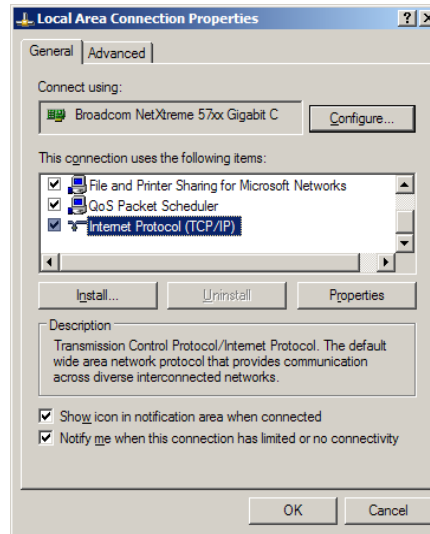 Local Area Connection Properties
General
Advanced
Connect using:
Broadcom NetXtreme 57xx Gigabit C
Configure...
This connection uses the following items:
File and Printer Sharing for Microsoft Networks
QoS Packet Scheduler
Internet Protocol (TCP/IP)
Install...
Uninstall
Properties
Description
Transmission Control Protocol/Internet Protocol. The default
wide area network protocol that provides communication
across diverse interconnected networks.
Show icon in notification area when connected
Notify me when this connection has limited or no connectivity
OK
Cancel